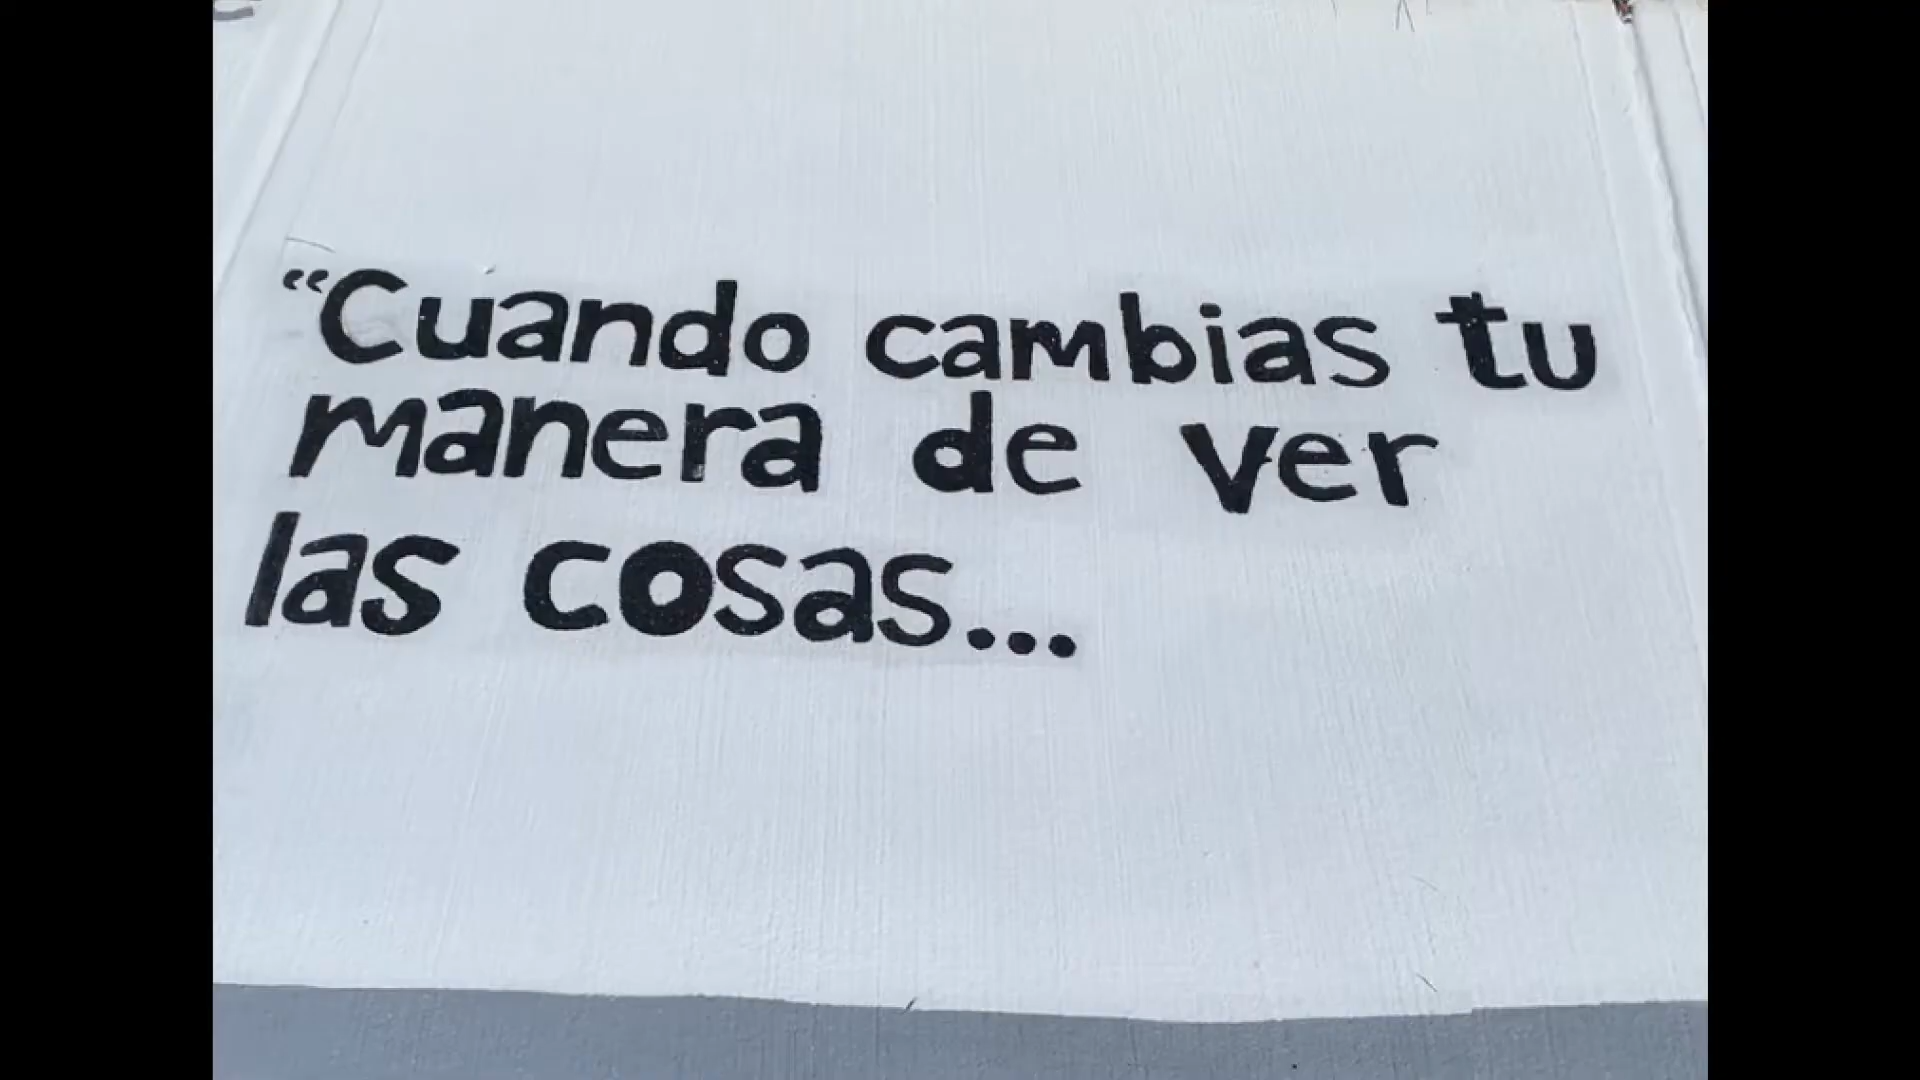 “Cuando cambias tu
manera de ver
las cosas...